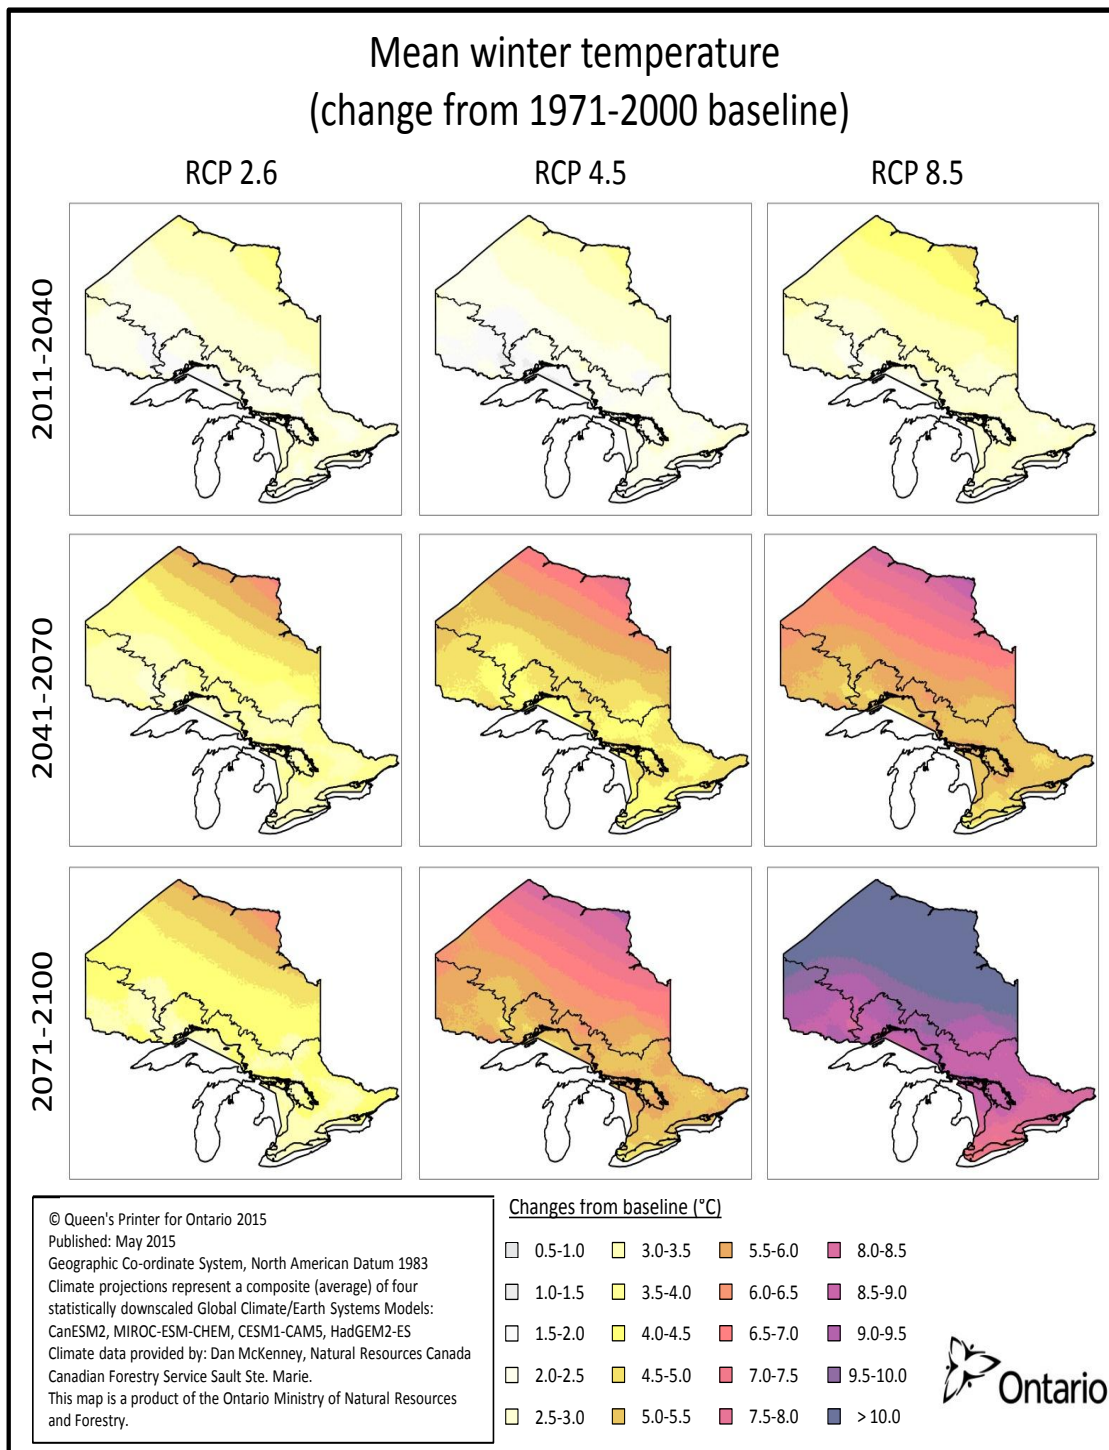 Mean winter temperature
(change from 1971-2000 baseline)
RCP 2.6
RCP 4.5
RCP 8.5
2011-2040
2041-2070
2071-2100
© Queen's Printer for Ontario 2015
Published: May 2015
Geographic Co-ordinate System, North American Datum 1983
Climate projections represent a composite (average) of four
statistically downscaled Global Climate/Earth Systems Models:
CanESM2, MIROC-ESM-CHEM, CESM1-CAM5, HadGEM2-ES
Climate data provided by: Dan McKenney, Natural Resources Canada
Canadian Forestry Service Sault Ste. Marie.
This map is a product of the Ontario Ministry of Natural Resources
and Forestry.
Changes from baseline (°C)
0.5-1.0
1.0-1.5
1.5-2.0
2.0-2.5
2.5-3.0
3.0-3.5
3.5-4.0
4.0-4.5
4.5-5.0
5.0-5.5
5.5-6.0
6.0-6.5
6.5-7.0
7.0-7.5
7.5-8.0
8.0-8.5
8.5-9.0
9.0-9.5
9.5-10.0
> 10.0
Ontario